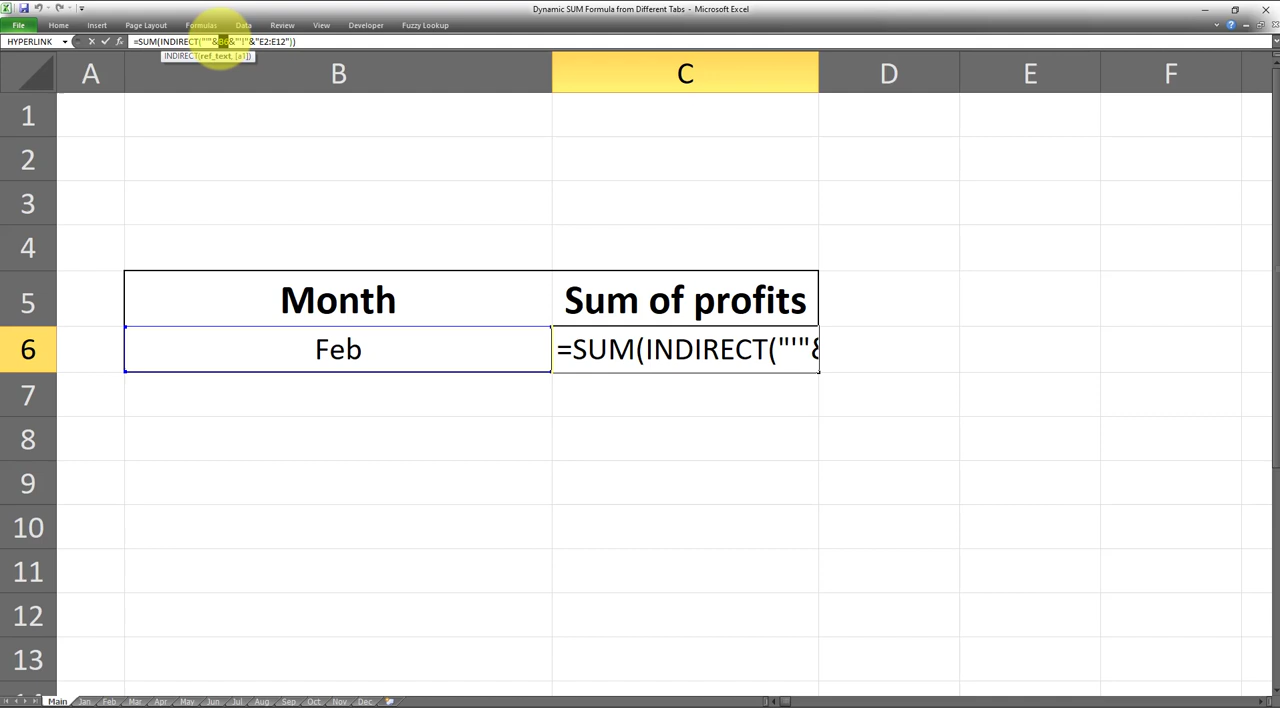 Dynamic SUM Formula from Different Tabs - Microsoft Excel
File Home Insert Page Layout Formulas Data Review View Developer Fuzzy Lookup
HYPERLINK =SUM(INDIRECT("'"&B6&"'!"&"E2:E12"))
INDIRECT(ref_text, [a1])
A B C D E F
1
2
3
4
5 Month Sum of profits
6 Feb =SUM(INDIRECT("'"&
7
8
9
10
11
12
13
Main Jan Feb Mar Apr May Jun Jul Aug Sep Oct Nov Dec